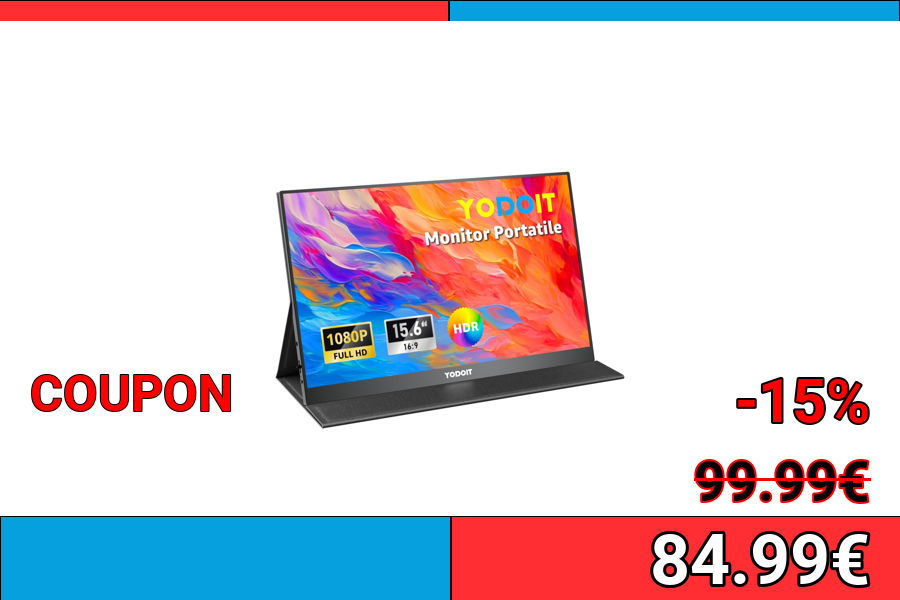 YODOIT
Monitor Portatile
1080P
FULL HD
15.6"
16:9
HDR
YODOIT
COUPON
-15%
99.99€
84.99€